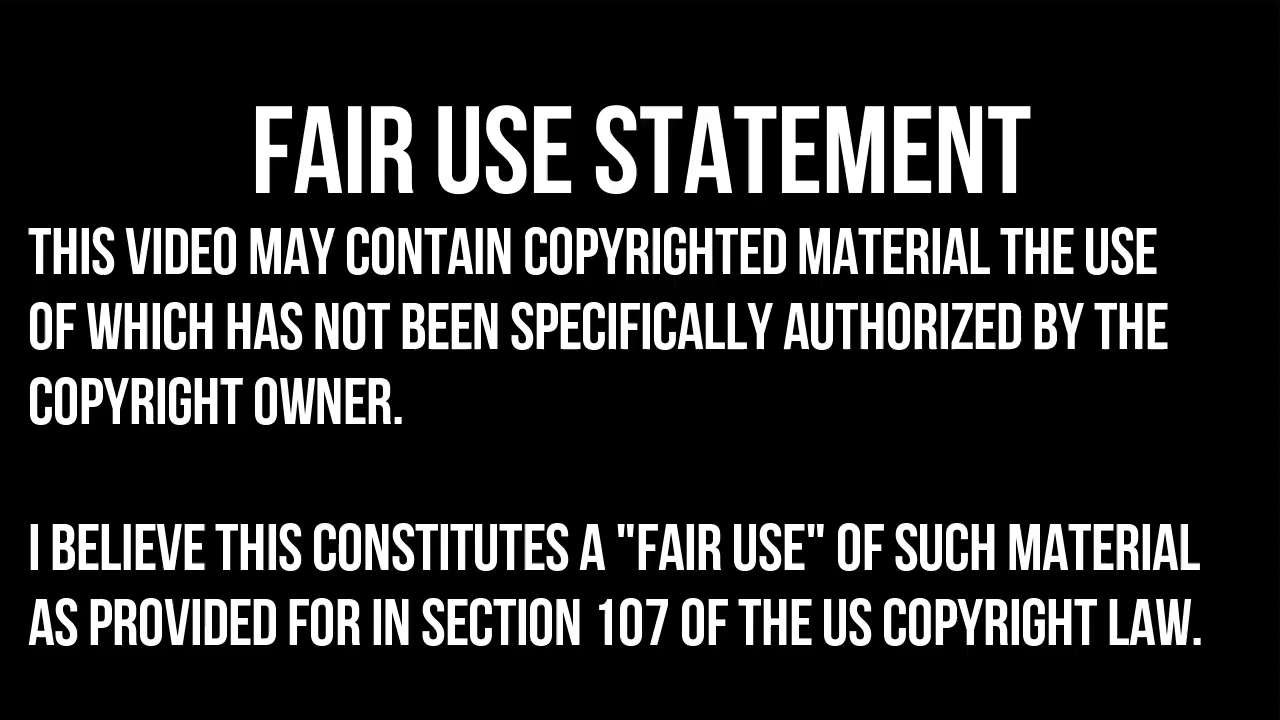 FAIR USE STATEMENT
THIS VIDEO MAY CONTAIN COPYRIGHTED MATERIAL THE USE
OF WHICH HAS NOT BEEN SPECIFICALLY AUTHORIZED BY THE
COPYRIGHT OWNER.
I BELIEVE THIS CONSTITUTES A "FAIR USE" OF SUCH MATERIAL
AS PROVIDED FOR IN SECTION 107 OF THE US COPYRIGHT LAW.